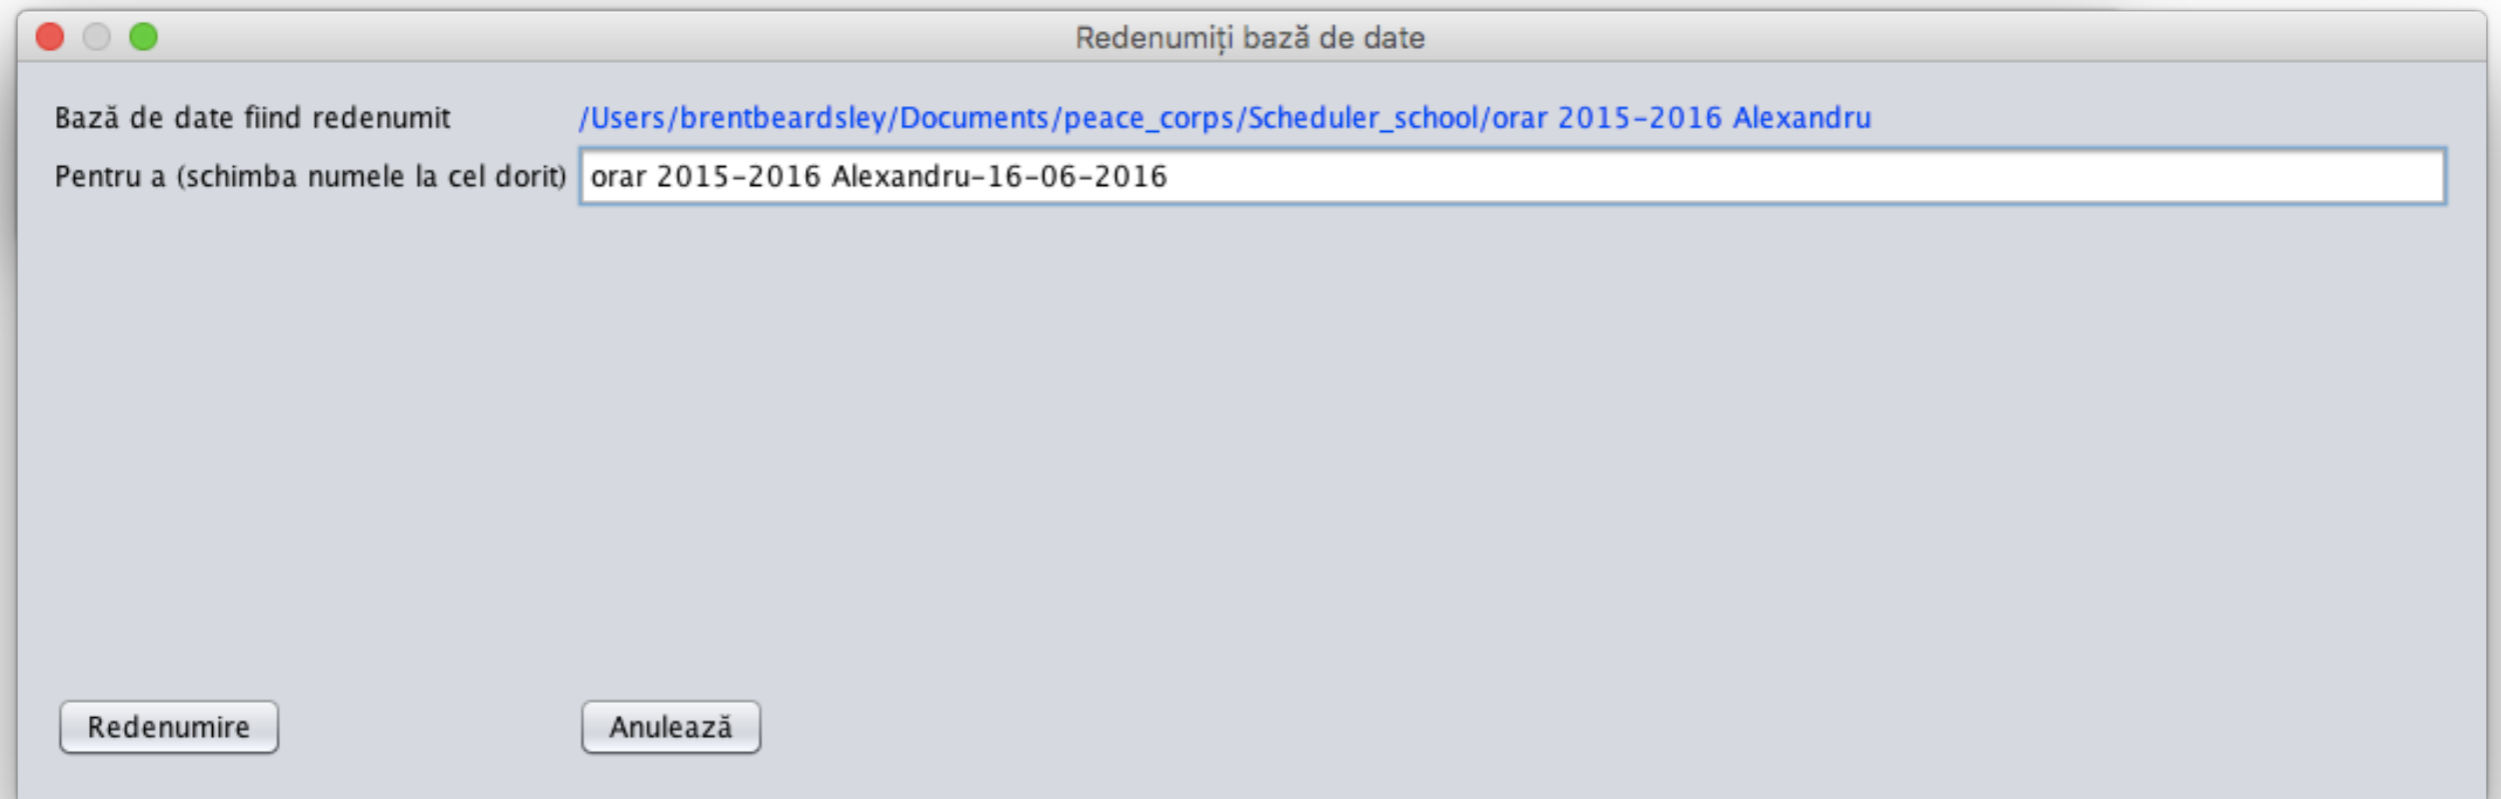 Redenumiți bază de date
Bază de date fiind redenumit /Users/brentbeardsley/Documents/peace_corps/Scheduler_school/orar 2015-2016 Alexandru
Pentru a (schimba numele la cel dorit) orar 2015-2016 Alexandru-16-06-2016
Redenumire Anulează